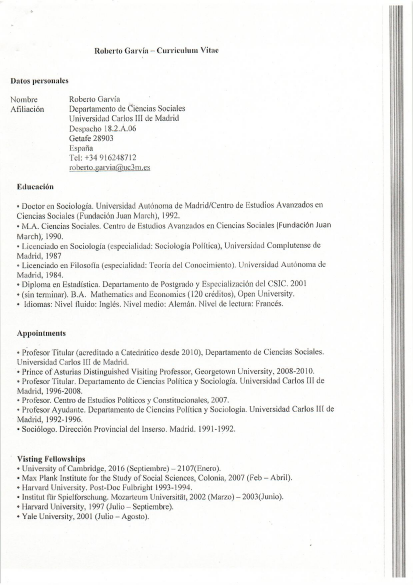 Roberto Garvía – Curriculum Vitae
Datos personales
Nombre Roberto Garvía
Afiliación Departamento de Ciencias Sociales
Universidad Carlos III de Madrid
Despacho 18.2.A.06
Getafe 28903
España
Tel: +34 916248712
roberto.garvia@uc3m.es
Educación
• Doctor en Sociología. Universidad Autónoma de Madrid/Centro de Estudios Avanzados en
Ciencias Sociales (Fundación Juan March), 1992.
• M.A. Ciencias Sociales. Centro de Estudios Avanzados en Ciencias Sociales (Fundación Juan
March), 1990.
• Licenciado en Sociología (especialidad: Sociología Política), Universidad Complutense de
Madrid, 1987
• Licenciado en Filosofía (especialidad: Teoría del Conocimiento). Universidad Autónoma de
Madrid, 1984.
• Diploma en Estadística. Departamento de Postgrado y Especialización del CSIC. 2001
• (sin terminar). B.A. Mathematics and Economics (120 créditos), Open University.
• Idiomas: Nivel fluido: Inglés. Nivel medio: Alemán. Nivel de lectura: Francés.
Appointments
• Profesor Titular (acreditado a Catedrático desde 2010), Departamento de Ciencias Sociales.
Universidad Carlos III de Madrid.
• Prince of Asturias Distinguished Visiting Professor, Georgetown University, 2008-2010.
• Profesor Titular. Departamento de Ciencias Política y Sociología. Universidad Carlos III de
Madrid, 1996-2008.
• Profesor. Centro de Estudios Políticos y Constitucionales, 2007.
• Profesor Ayudante. Departamento de Ciencias Política y Sociología. Universidad Carlos III de
Madrid, 1992-1996.
• Sociólogo. Dirección Provincial del Inserso. Madrid. 1991-1992.
Visting Fellowships
• University of Cambridge, 2016 (Septiembre) – 2107(Enero).
• Max Plank Institute for the Study of Social Sciences, Colonia, 2007 (Feb – Abril).
• Harvard University. Post-Doc Fulbright 1993-1994.
• Institut für Spielforschung. Mozarteum Universität, 2002 (Marzo) – 2003(Junio).
• Harvard University, 1997 (Julio – Septiembre).
• Yale University, 2001 (Julio – Agosto).